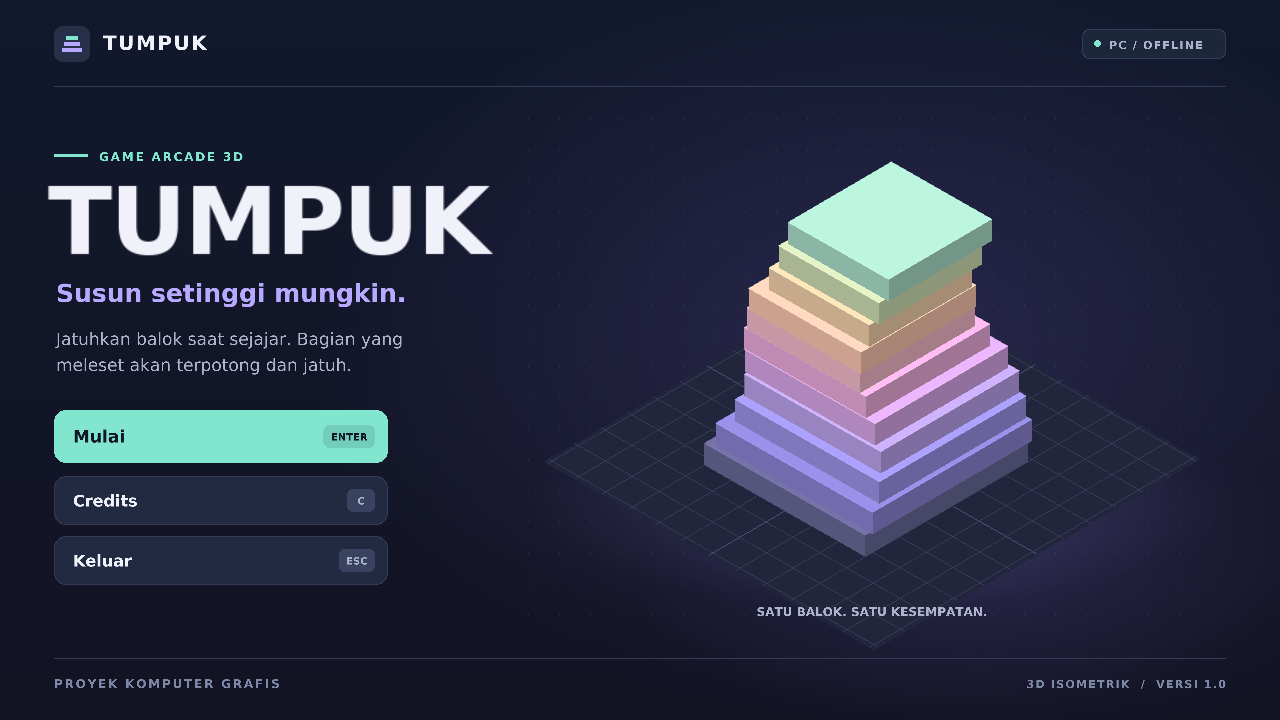 TUMPUK
PC / OFFLINE
GAME ARCADE 3D
TUMPUK
Susun setinggi mungkin.
Jatuhkan balok saat sejajar. Bagian yang
meleset akan terpotong dan jatuh.
Mulai ENTER
Credits C
Keluar ESC
SATU BALOK. SATU KESEMPATAN.
PROYEK KOMPUTER GRAFIS
3D ISOMETRIK / VERSI 1.0